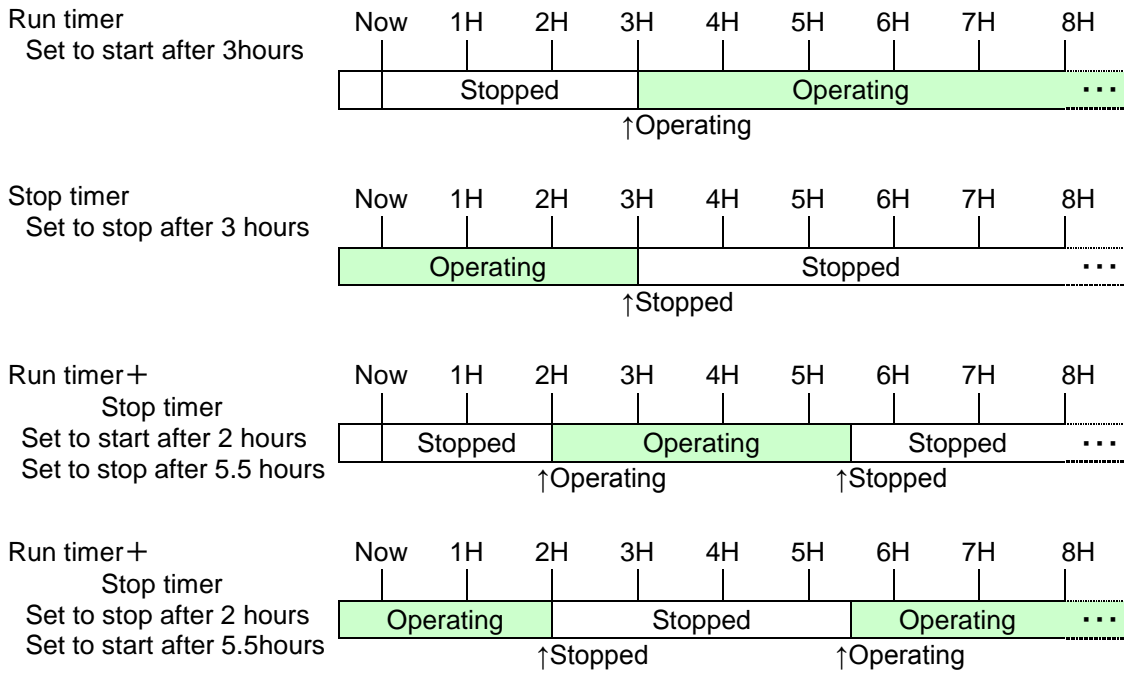 Run timer
Now 1H 2H 3H 4H 5H 6H 7H 8H
Set to start after 3hours
Stopped Operating ･･･
↑Operating
Stop timer
Now 1H 2H 3H 4H 5H 6H 7H 8H
Set to stop after 3 hours
Operating Stopped ･･･
↑Stopped
Run timer＋
Now 1H 2H 3H 4H 5H 6H 7H 8H
Stop timer
Set to start after 2 hours
Set to stop after 5.5 hours
Stopped Operating Stopped ･･･
↑Operating ↑Stopped
Run timer＋
Now 1H 2H 3H 4H 5H 6H 7H 8H
Stop timer
Set to stop after 2 hours
Set to start after 5.5hours
Operating Stopped Operating ･･･
↑Stopped ↑Operating